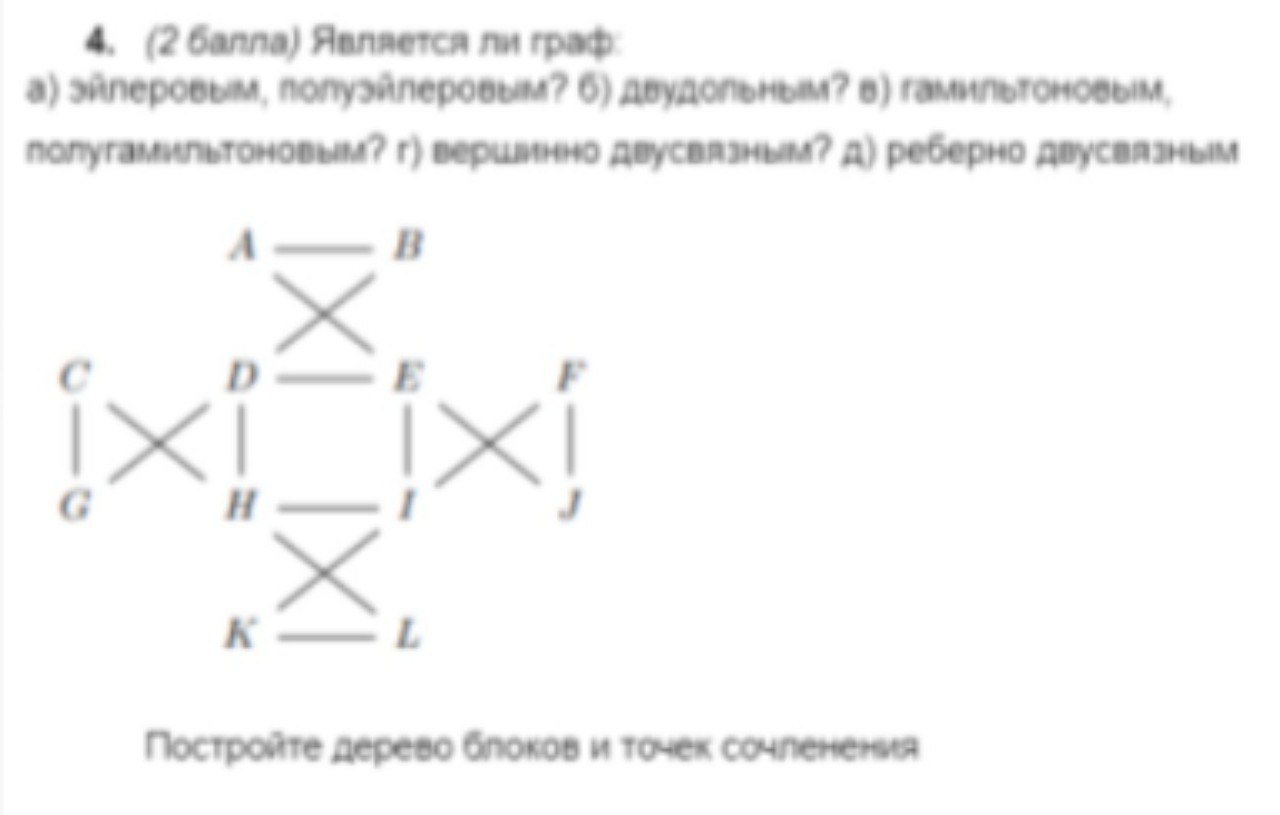 4. (2 балла) Является ли граф:
а) эйлеровым, полуэйлеровым? б) двудольным? в) гамильтоновым,
полугамильтоновым? г) вершинно двусвязным? д) реберно двусвязным
A B
C D E F
G H I J
K L
Постройте дерево блоков и точек сочленения